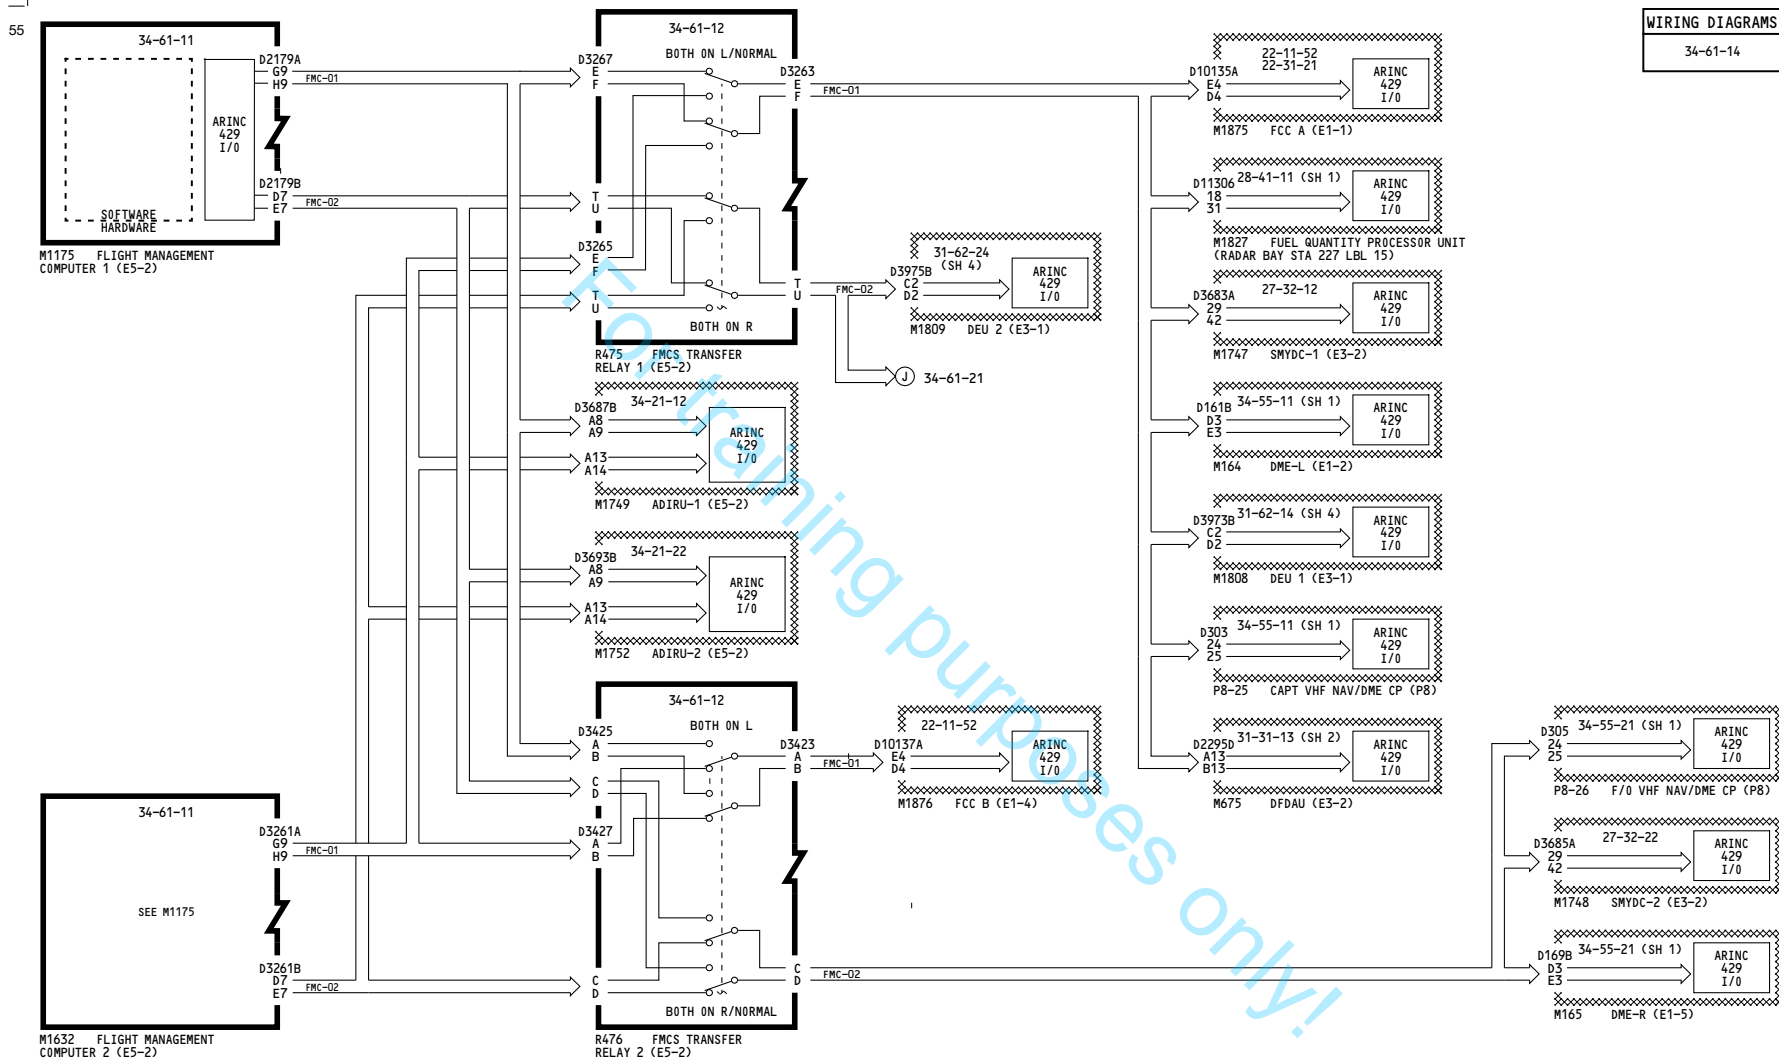 55
WIRING DIAGRAMS
34-61-14
34-61-11
D2179A
G9
H9
FMC-01
ARINC
429
I/O
D2179B
D7
E7
FMC-02
SOFTWARE
HARDWARE
M1175 FLIGHT MANAGEMENT
COMPUTER 1 (E5-2)
34-61-12
BOTH ON L/NORMAL
D3267
E
F
T
U
D3265
E
F
T
U
D3263
E
F
FMC-01
T
U
FMC-02
BOTH ON R
R475 FMCS TRANSFER
RELAY 1 (E5-2)
31-62-24
(SH 4)
D3975B
C2
D2
ARINC
429
I/O
M1809 DEU 2 (E3-1)
J 34-61-21
D3687B
34-21-12
A8
A9
A13
A14
ARINC
429
I/O
M1749 ADIRU-1 (E5-2)
D3693B
34-21-22
A8
A9
A13
A14
ARINC
429
I/O
M1752 ADIRU-2 (E5-2)
34-61-12
BOTH ON L
D3425
A
B
C
D
D3427
A
B
C
D
D3423
A
B
FMC-01
C
D
FMC-02
BOTH ON R/NORMAL
R476 FMCS TRANSFER
RELAY 2 (E5-2)
22-11-52
D10137A
E4
D4
ARINC
429
I/O
M1876 FCC B (E1-4)
34-61-11
D3261A
G9
H9
FMC-01
SEE M1175
D3261B
D7
E7
FMC-02
M1632 FLIGHT MANAGEMENT
COMPUTER 2 (E5-2)
22-11-52
22-31-21
D10135A
E4
D4
ARINC
429
I/O
M1875 FCC A (E1-1)
28-41-11 (SH 1)
D11306
18
31
ARINC
429
I/O
M1827 FUEL QUANTITY PROCESSOR UNIT
(RADAR BAY STA 227 LBL 15)
27-32-12
D3683A
29
42
ARINC
429
I/O
M1747 SMYDC-1 (E3-2)
34-55-11 (SH 1)
D161B
D3
E3
ARINC
429
I/O
M164 DME-L (E1-2)
31-62-14 (SH 4)
D3973B
C2
D2
ARINC
429
I/O
M1808 DEU 1 (E3-1)
34-55-11 (SH 1)
D303
24
25
ARINC
429
I/O
P8-25 CAPT VHF NAV/DME CP (P8)
31-31-13 (SH 2)
D2295D
A13
B13
ARINC
429
I/O
M675 DFDAU (E3-2)
34-55-21 (SH 1)
D305
24
25
ARINC
429
I/O
P8-26 F/O VHF NAV/DME CP (P8)
27-32-22
D3685A
29
42
ARINC
429
I/O
M1748 SMYDC-2 (E3-2)
34-55-21 (SH 1)
D169B
D3
E3
ARINC
429
I/O
M165 DME-R (E1-5)
For training purposes only!